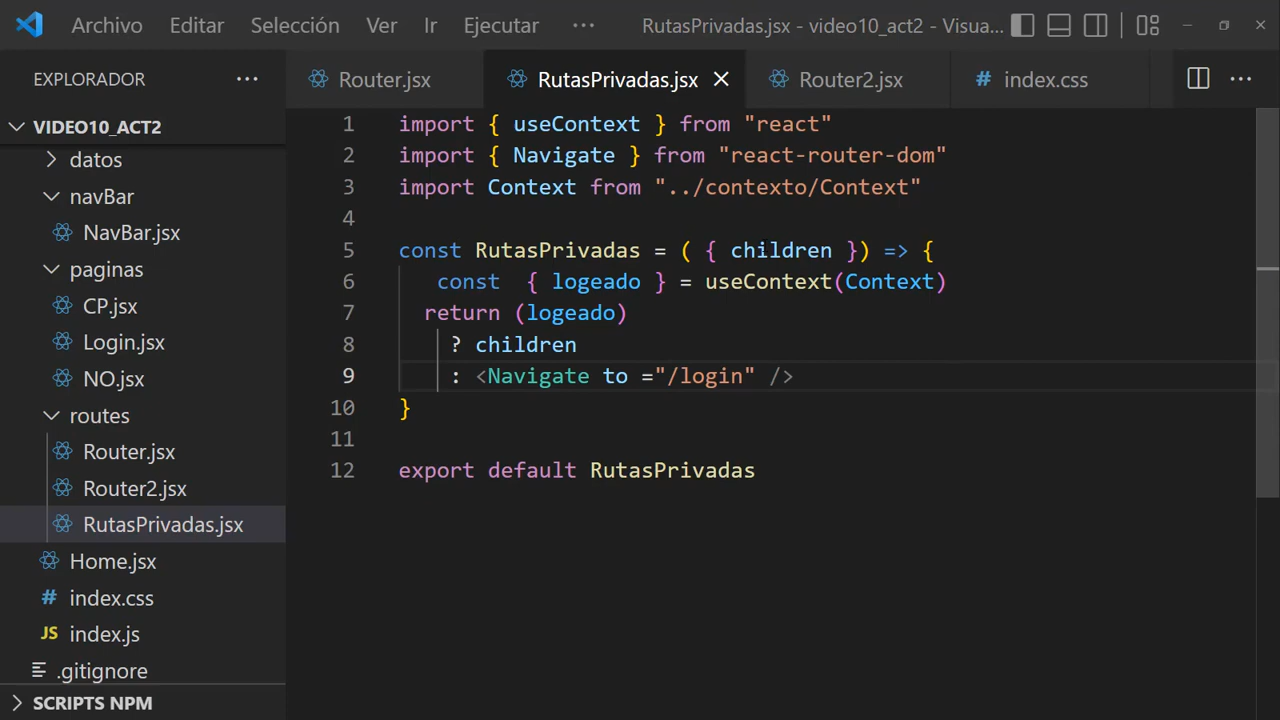 Archivo Editar Selección Ver Ir Ejecutar ··· RutasPrivadas.jsx - video10_act2 - Visua...
EXPLORADOR ···
Router.jsx RutasPrivadas.jsx Router2.jsx # index.css ···
VIDEO10_ACT2
datos
navBar
NavBar.jsx
paginas
CP.jsx
Login.jsx
NO.jsx
routes
Router.jsx
Router2.jsx
RutasPrivadas.jsx
Home.jsx
# index.css
JS index.js
.gitignore
SCRIPTS NPM
1 import { useContext } from "react"
2 import { Navigate } from "react-router-dom"
3 import Context from "../contexto/Context"
4
5 const RutasPrivadas = ( { children }) => {
6 const  { logeado } = useContext(Context)
7 return (logeado)
8 ? children
9 : <Navigate to ="/login" />
10 }
11
12 export default RutasPrivadas